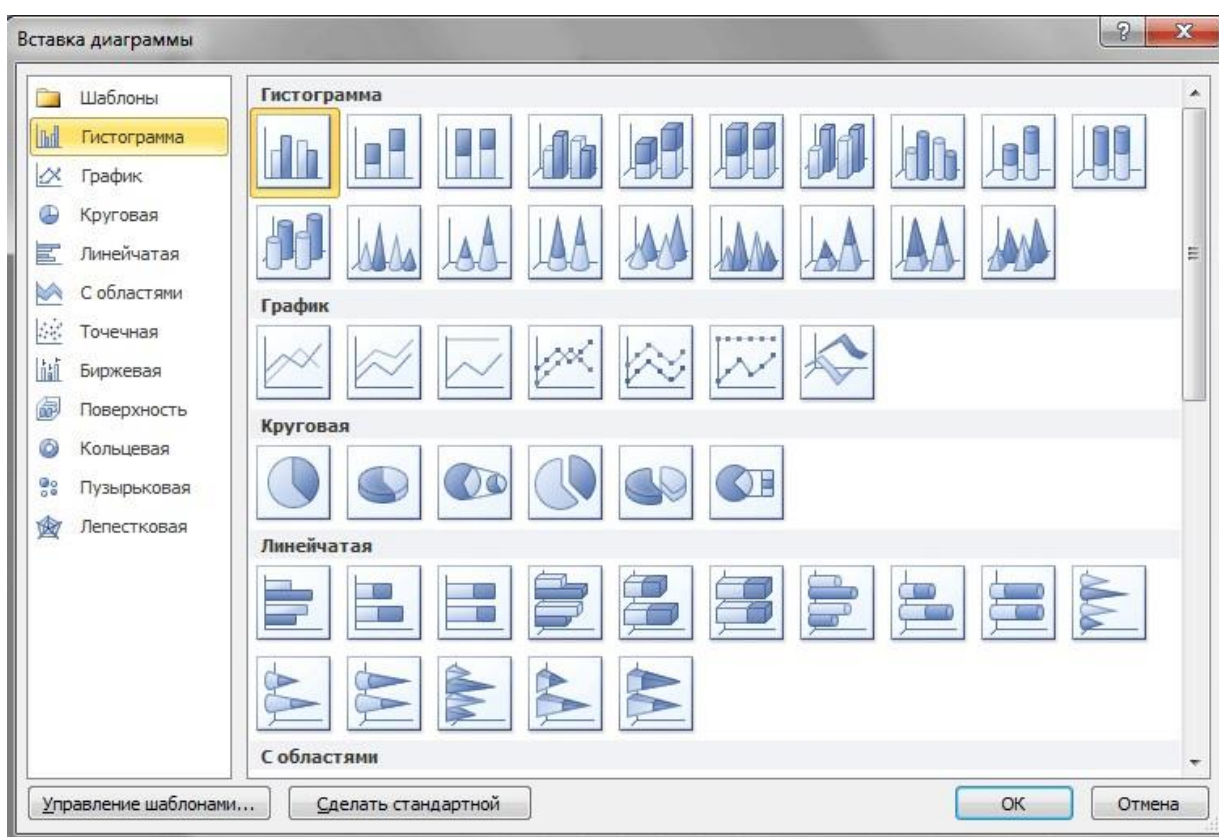 Вставка диаграммы
Шаблоны
Гистограмма
График
Круговая
Линейчатая
С областями
Точечная
Биржевая
Поверхность
Кольцевая
Пузырьковая
Лепестковая
Гистограмма
График
Круговая
Линейчатая
С областями
Управление шаблонами...
Сделать стандартной
ОК
Отмена